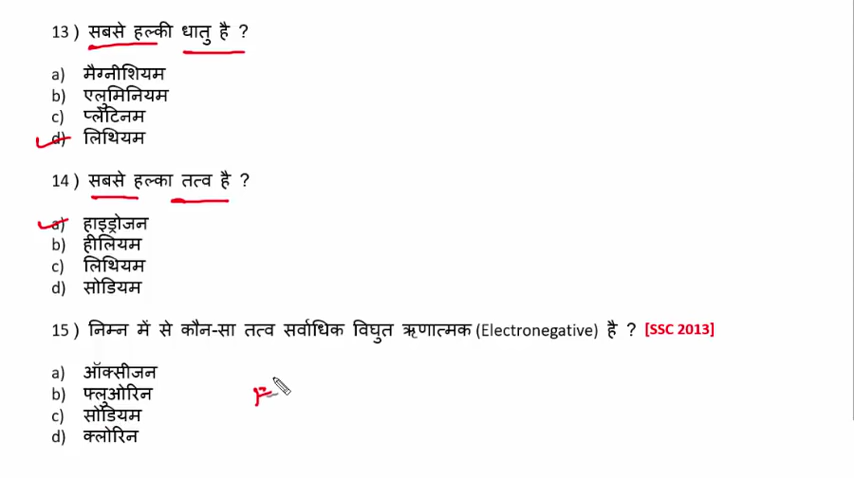 13) सबसे हल्की धातु है ?
a) मैग्नीशियम
b) एलुमिनियम
c) प्लैटिनम
d) लिथियम
14) सबसे हल्का तत्व है ?
a) हाइड्रोजन
b) हीलियम
c) लिथियम
d) सोडियम
15) निम्न में से कौन-सा तत्व सर्वाधिक विघुत ऋणात्मक (Electronegative) है ? [SSC 2013]
a) ऑक्सीजन
b) फ्लुओरिन
F
c) सोडियम
d) क्लोरिन